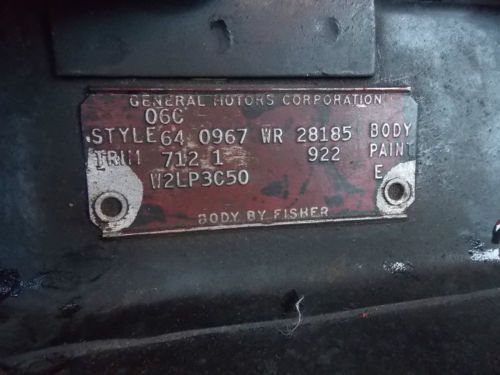 GENERAL MOTORS CORPORATION
06C
STYLE 64 0967 WR 28185 BODY
TRIM 712 1 922 PAINT
W2LP3C50 E
BODY BY FISHER